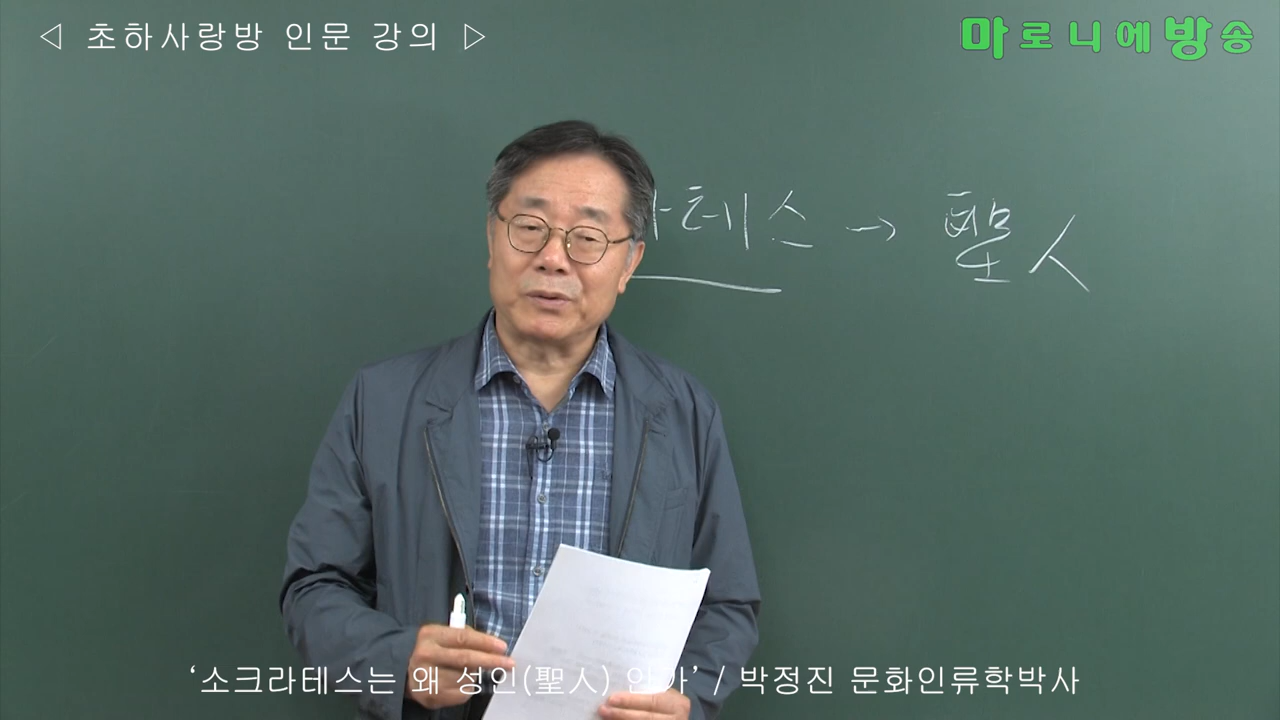 ◁ 초하사랑방 인문 강의 ▷
마로니에방송
라테스 → 聖人
‘소크라테스는 왜 성인(聖人) 인가’ / 박정진 문화인류학박사